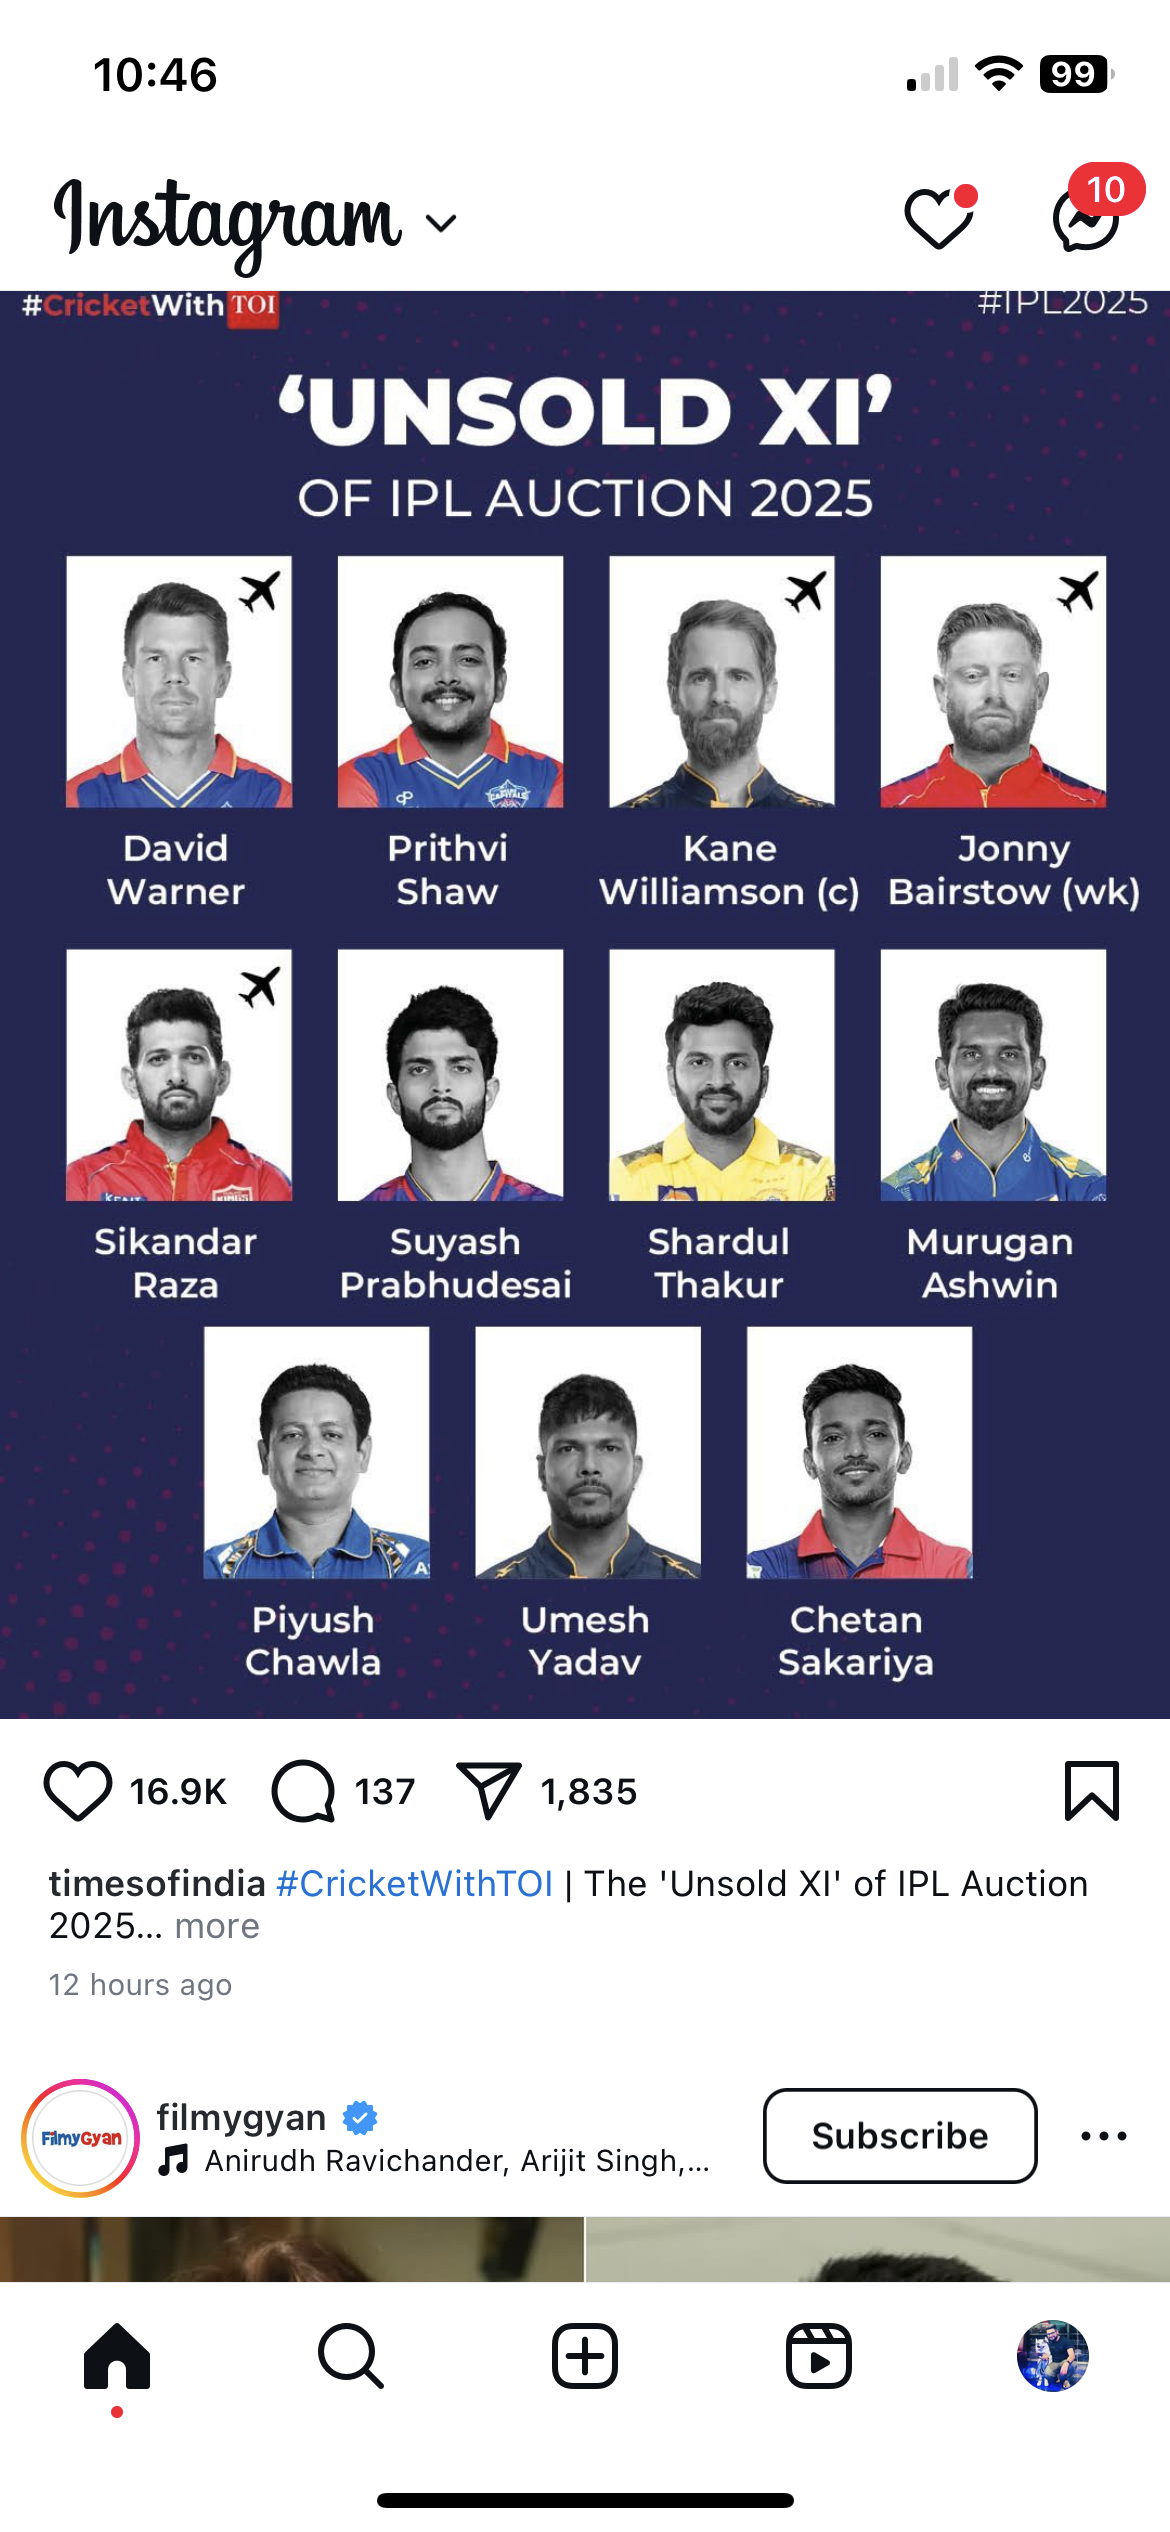 10:46
99
Instagram
10
#CricketWith TOI
#IPL2025
‘UNSOLD XI’
OF IPL AUCTION 2025
David
Warner
Prithvi
Shaw
Kane
Williamson (c)
Jonny
Bairstow (wk)
Sikandar
Raza
Suyash
Prabhudesai
Shardul
Thakur
Murugan
Ashwin
Piyush
Chawla
Umesh
Yadav
Chetan
Sakariya
16.9K
137
1,835
timesofindia #CricketWithTOI | The 'Unsold XI' of IPL Auction
2025... more
12 hours ago
FilmyGyan
filmygyan
Anirudh Ravichander, Arijit Singh,...
Subscribe